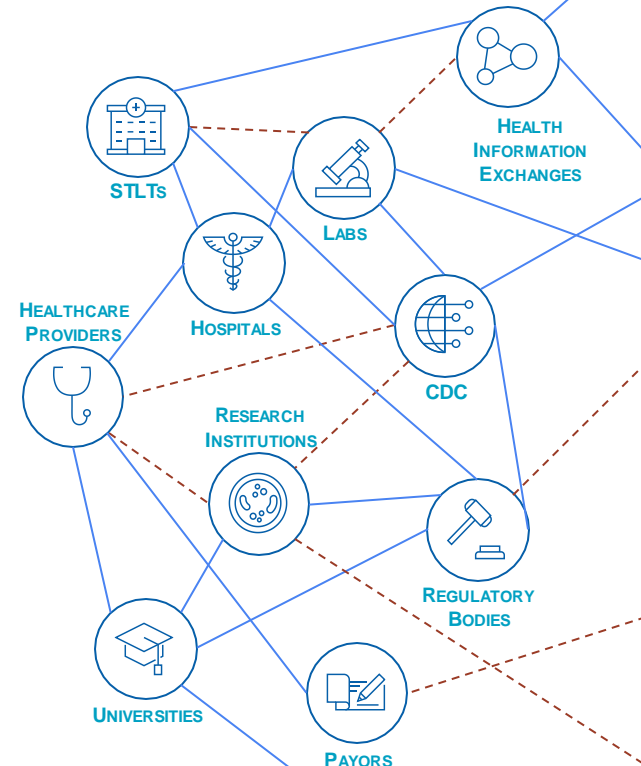 HEALTH
INFORMATION
EXCHANGES
STLTS
LABS
HEALTHCARE
PROVIDERS
HOSPITALS
CDC
RESEARCH
INSTITUTIONS
REGULATORY
BODIES
UNIVERSITIES
PAYORS